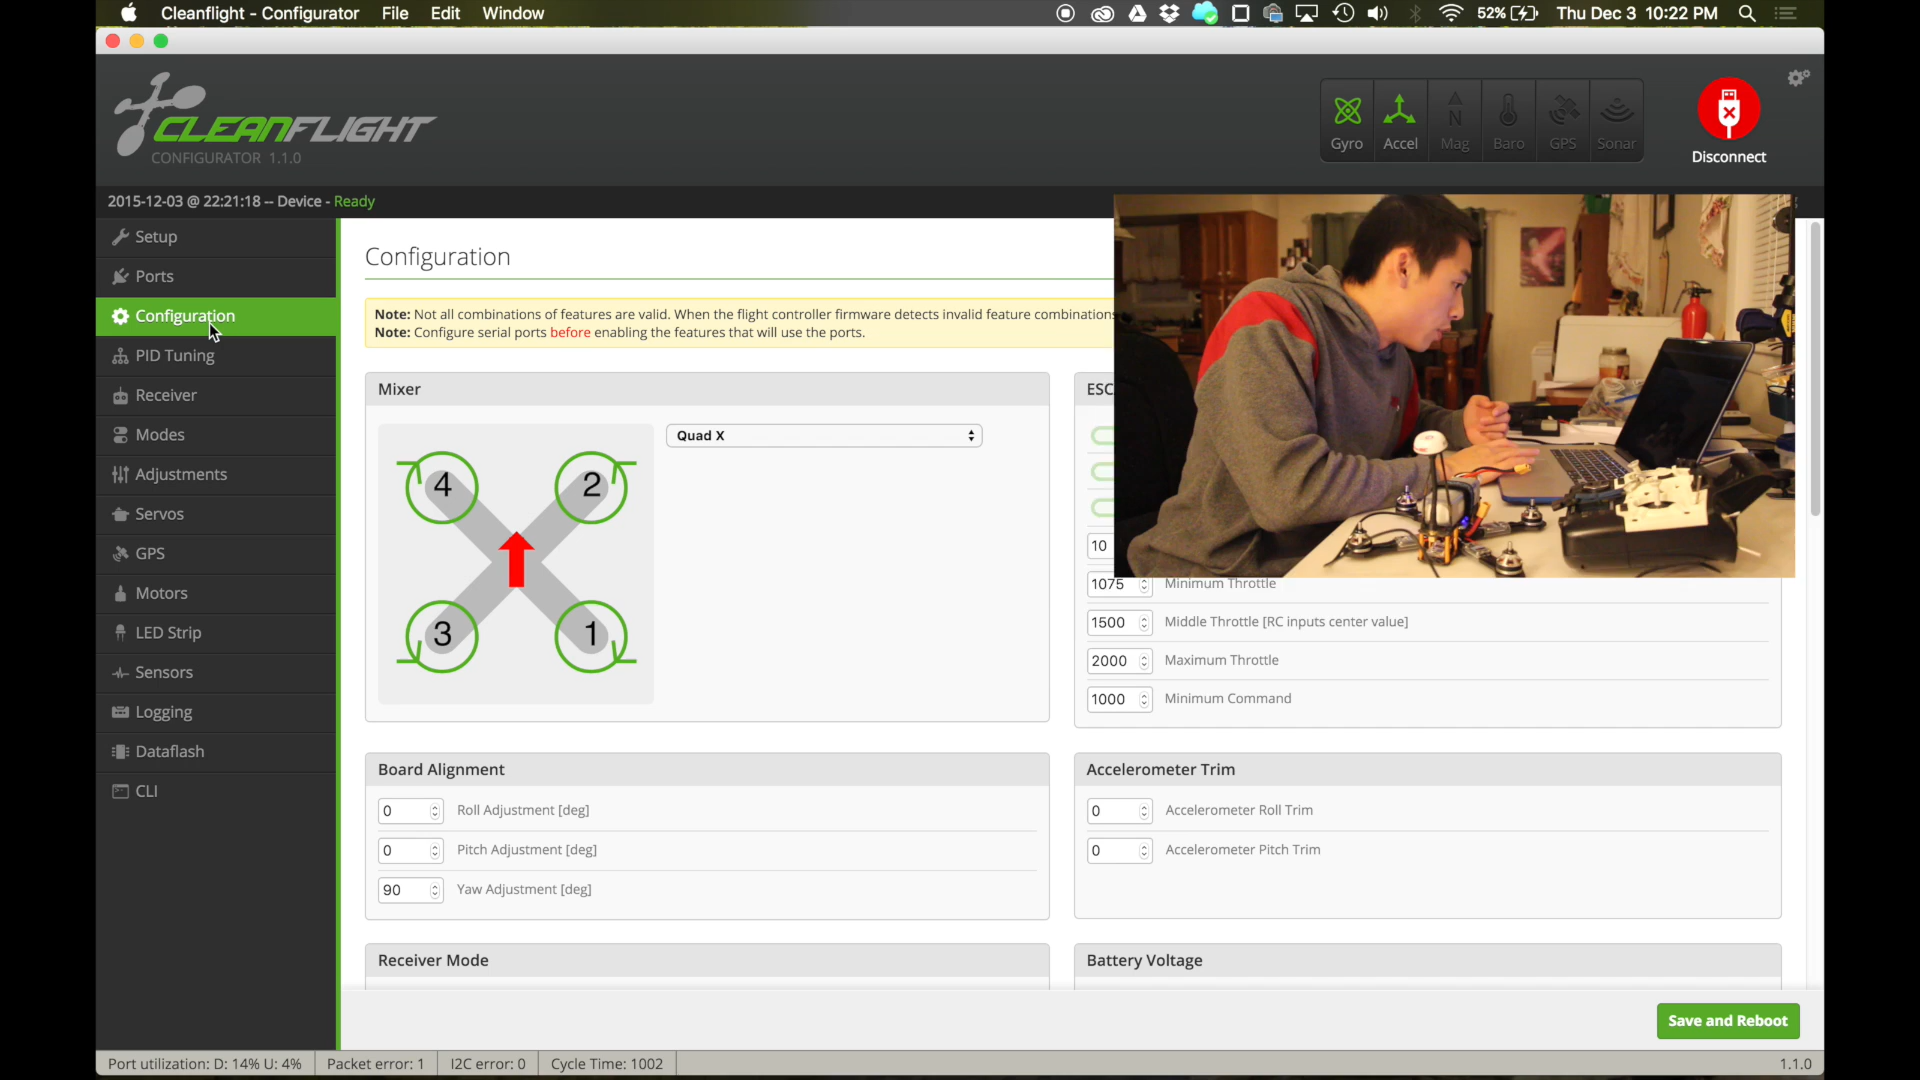 Cleanflight - Configurator File Edit Window
52% Thu Dec 3 10:22 PM
CLEANFLIGHT
CONFIGURATOR 1.1.0
Gyro Accel Mag Baro GPS Sonar
Disconnect
2015-12-03 @ 22:21:18 -- Device - Ready
Setup
Ports
Configuration
PID Tuning
Receiver
Modes
Adjustments
Servos
GPS
Motors
LED Strip
Sensors
Logging
Dataflash
CLI
Configuration
Note: Not all combinations of features are valid. When the flight controller firmware detects invalid feature combinations
Note: Configure serial ports before enabling the features that will use the ports.
Mixer
Quad X
4 2
3 1
ESC
10
1075 Minimum Throttle
1500 Middle Throttle [RC inputs center value]
2000 Maximum Throttle
1000 Minimum Command
Board Alignment
0 Roll Adjustment [deg]
0 Pitch Adjustment [deg]
90 Yaw Adjustment [deg]
Accelerometer Trim
0 Accelerometer Roll Trim
0 Accelerometer Pitch Trim
Receiver Mode
Battery Voltage
Save and Reboot
Port utilization: D: 14% U: 4% Packet error: 1 I2C error: 0 Cycle Time: 1002 1.1.0